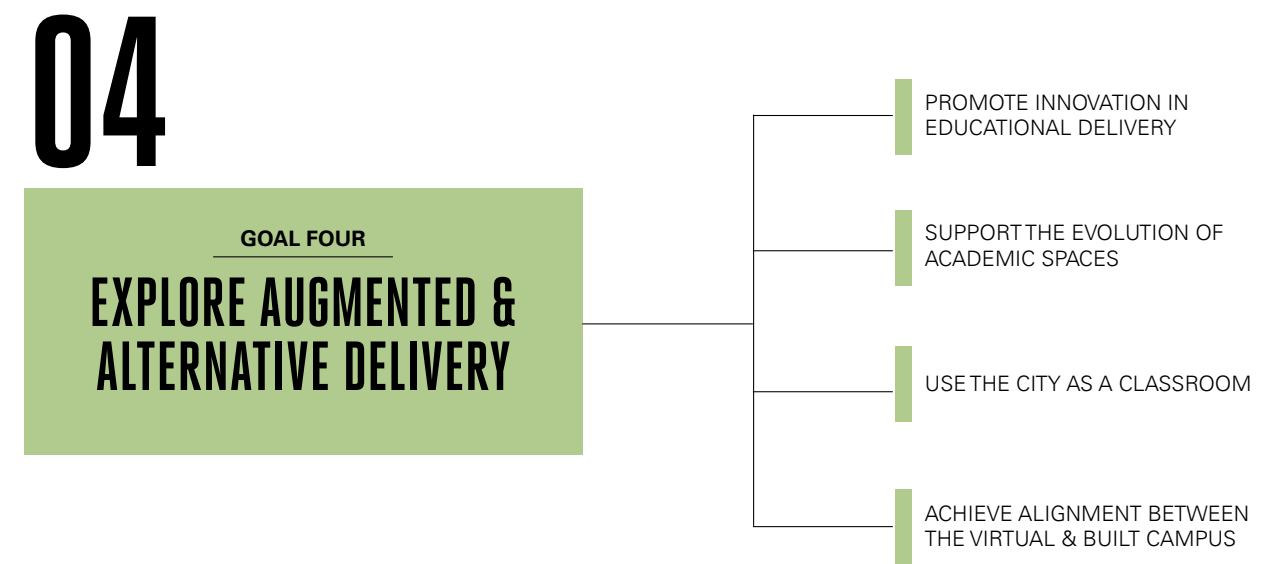 04
GOAL FOUR
EXPLORE AUGMENTED &
ALTERNATIVE DELIVERY
PROMOTE INNOVATION IN
EDUCATIONAL DELIVERY
SUPPORT THE EVOLUTION OF
ACADEMIC SPACES
USE THE CITY AS A CLASSROOM
ACHIEVE ALIGNMENT BETWEEN
THE VIRTUAL & BUILT CAMPUS